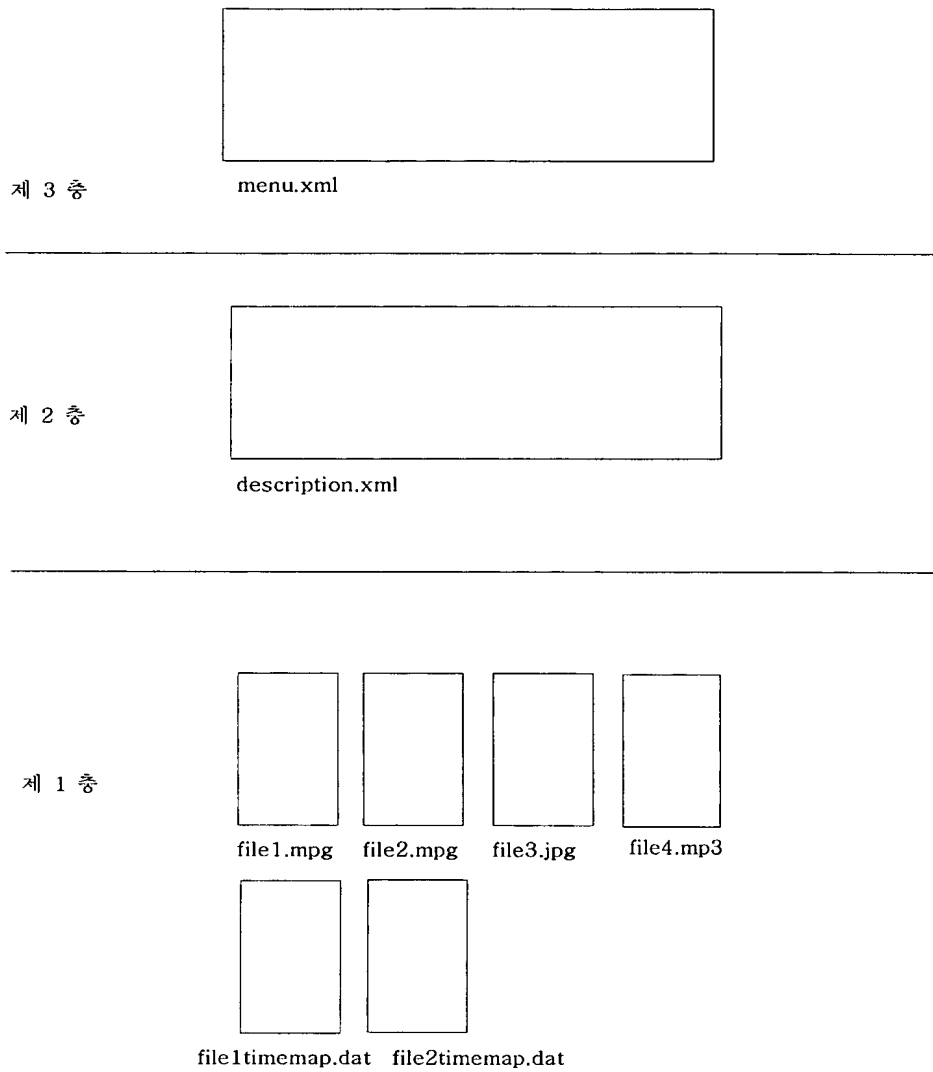 menu.xml
제 3 층
제 2 층
description.xml
제 1 층
file1.mpg file2.mpg file3.jpg file4.mp3
file1timemap.dat file2timemap.dat